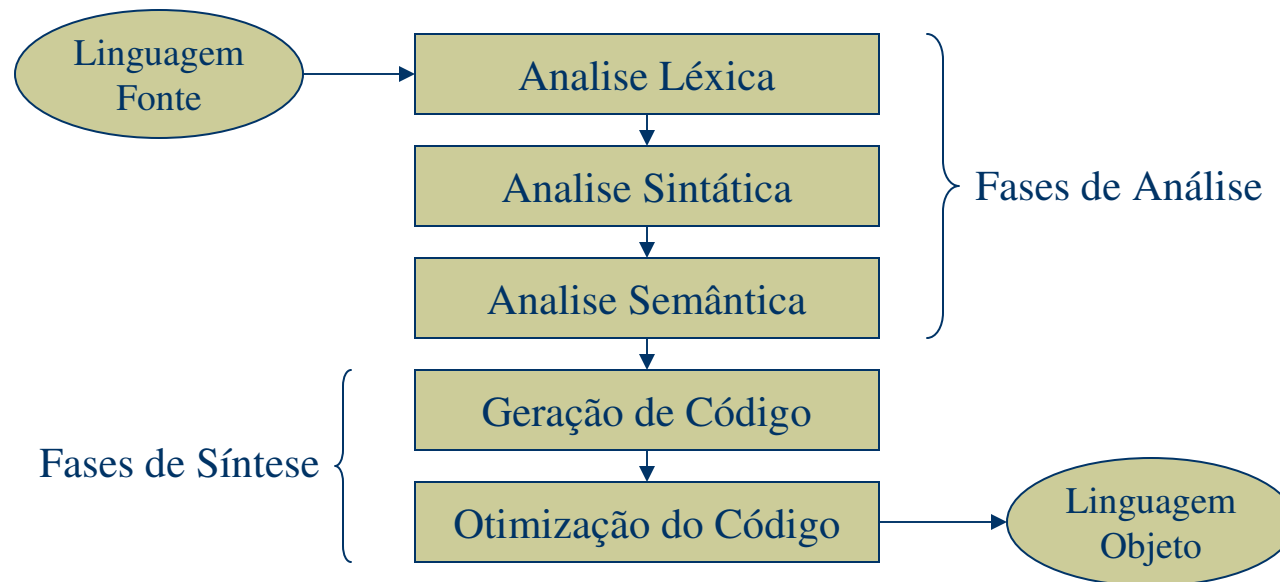 Linguagem
Fonte
Analise Léxica
Analise Sintática
Fases de Análise
Analise Semântica
Geração de Código
Fases de Síntese
Otimização do Código
Linguagem
Objeto